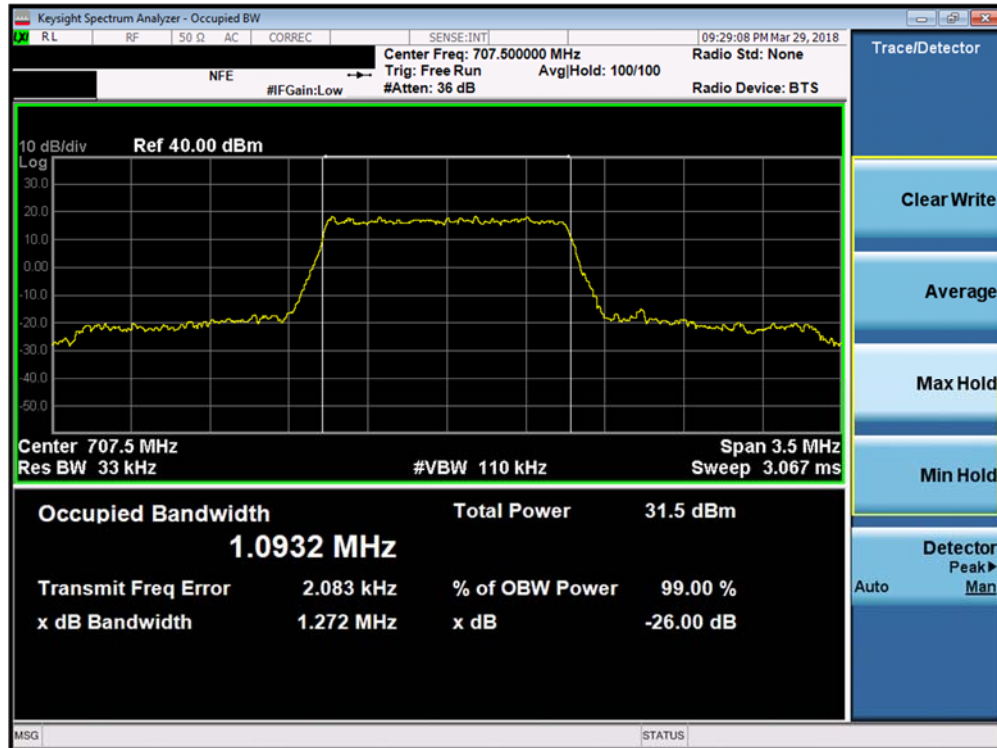 Keysight Spectrum Analyzer - Occupied BW
LXI RL RF 50 Ω AC CORREC SENSE:INT 09:29:08 PM Mar 29, 2018
Center Freq: 707.500000 MHz Radio Std: None
NFE Trig: Free Run Avg|Hold: 100/100
#IFGain:Low #Atten: 36 dB Radio Device: BTS
10 dB/div Ref 40.00 dBm
Log
30.0
20.0
10.0
0.00
-10.0
-20.0
-30.0
-40.0
-50.0
Center 707.5 MHz Span 3.5 MHz
Res BW 33 kHz #VBW 110 kHz Sweep 3.067 ms
Occupied Bandwidth Total Power 31.5 dBm
1.0932 MHz
Transmit Freq Error 2.083 kHz % of OBW Power 99.00 %
x dB Bandwidth 1.272 MHz x dB -26.00 dB
MSG STATUS
Trace/Detector
Clear Write
Average
Max Hold
Min Hold
Detector
Peak▶
Auto Man